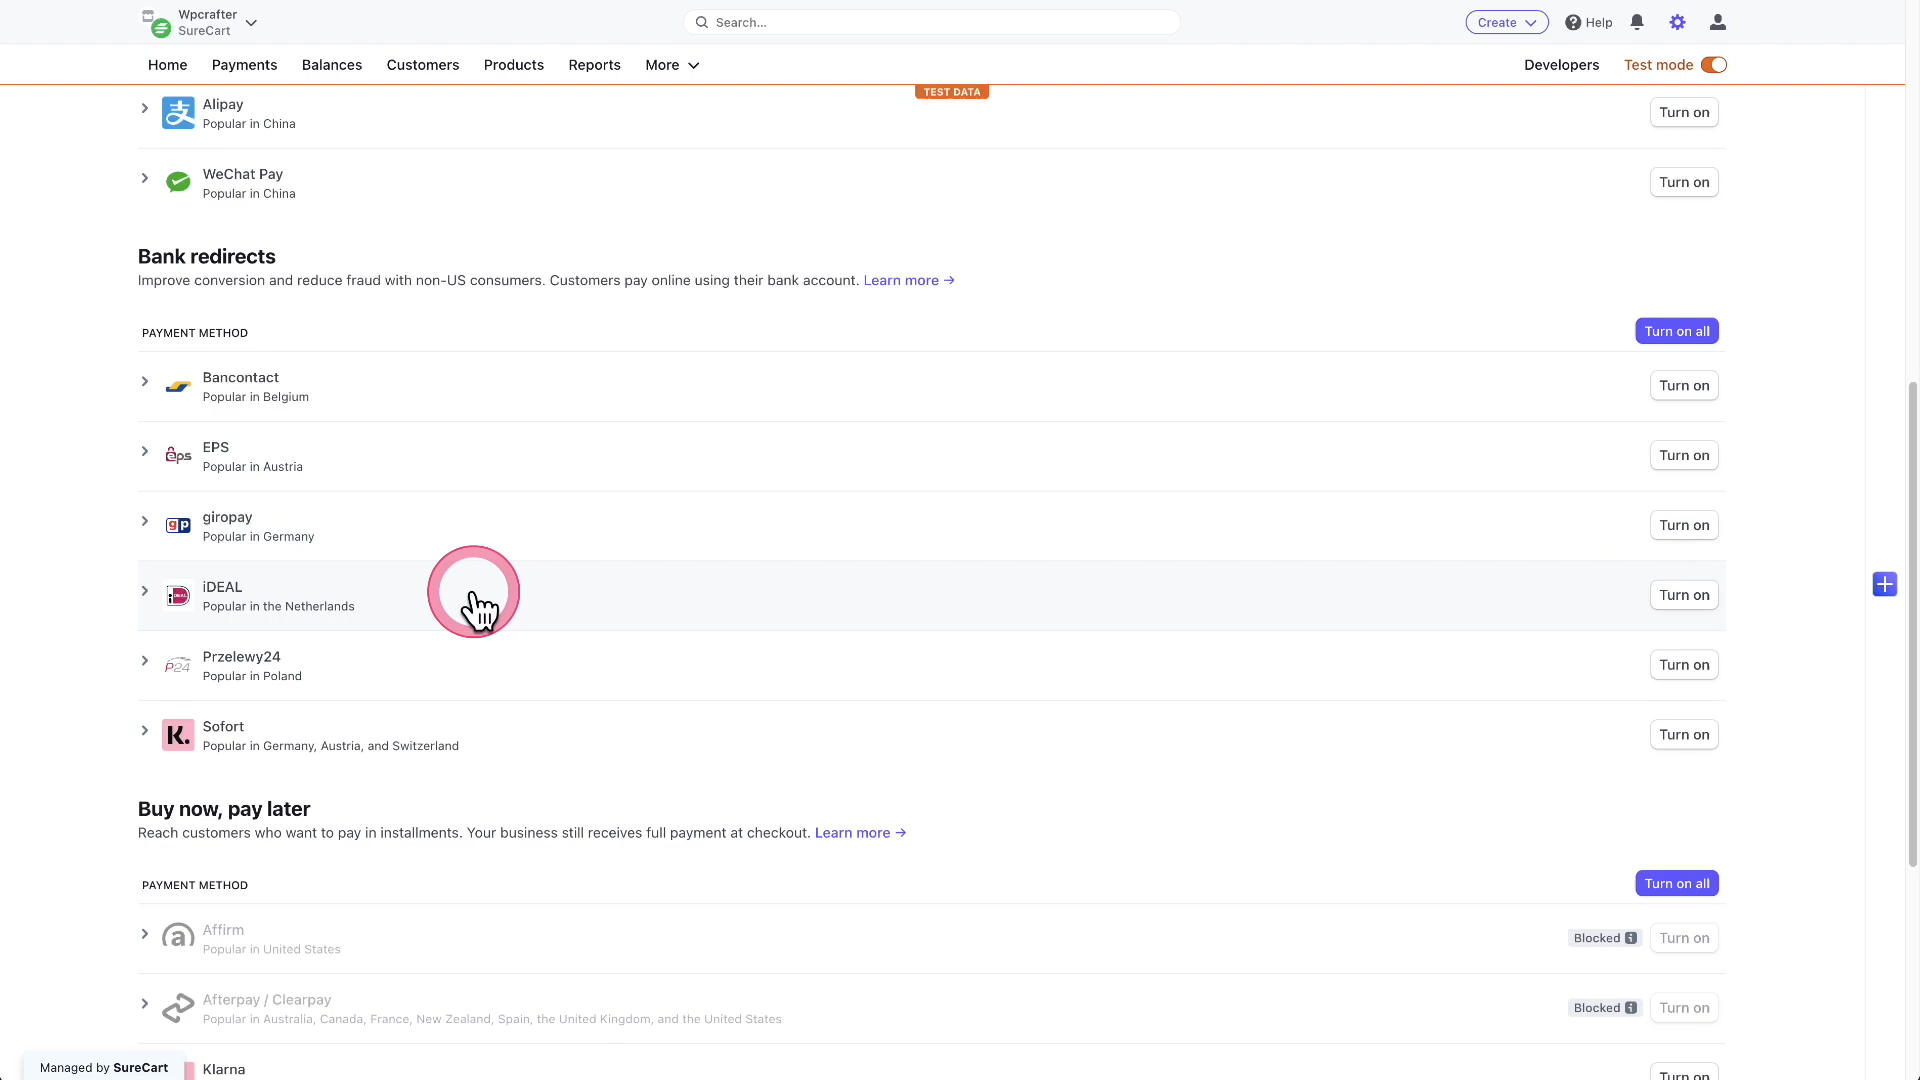 Wpcrafter
SureCart
Search...
Create
Help
Home Payments Balances Customers Products Reports More Developers Test mode
TEST DATA
支 Alipay
Popular in China
Turn on
WeChat Pay
Popular in China
Turn on
Bank redirects
Improve conversion and reduce fraud with non-US consumers. Customers pay online using their bank account. Learn more →
PAYMENT METHOD Turn on all
Bancontact
Popular in Belgium
Turn on
eps EPS
Popular in Austria
Turn on
gp giropay
Popular in Germany
Turn on
iDEAL iDEAL
Popular in the Netherlands
Turn on
P24 Przelewy24
Popular in Poland
Turn on
K. Sofort
Popular in Germany, Austria, and Switzerland
Turn on
Buy now, pay later
Reach customers who want to pay in installments. Your business still receives full payment at checkout. Learn more →
PAYMENT METHOD Turn on all
a Affirm
Popular in United States
Blocked Turn on
Afterpay / Clearpay
Popular in Australia, Canada, France, New Zealand, Spain, the United Kingdom, and the United States
Blocked Turn on
Managed by SureCart
Klarna
Turn on